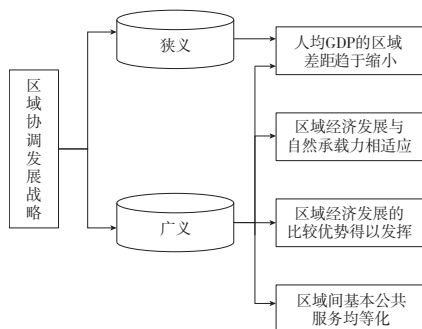 区域协调发展战略
狭义
广义
人均GDP的区域
差距趋于缩小
区域经济发展与
自然承载力相适应
区域经济发展的
比较优势得以发挥
区域间基本公共
服务均等化